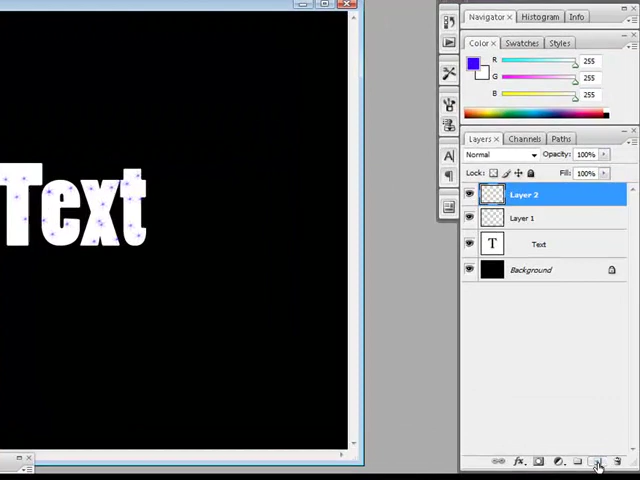 Navigator × Histogram Info
Color × Swatches Styles
R 255
G 255
B 255
Layers × Channels Paths
Normal Opacity: 100%
Lock: Fill: 100%
Layer 2
Layer 1
T Text
Background
Text
A